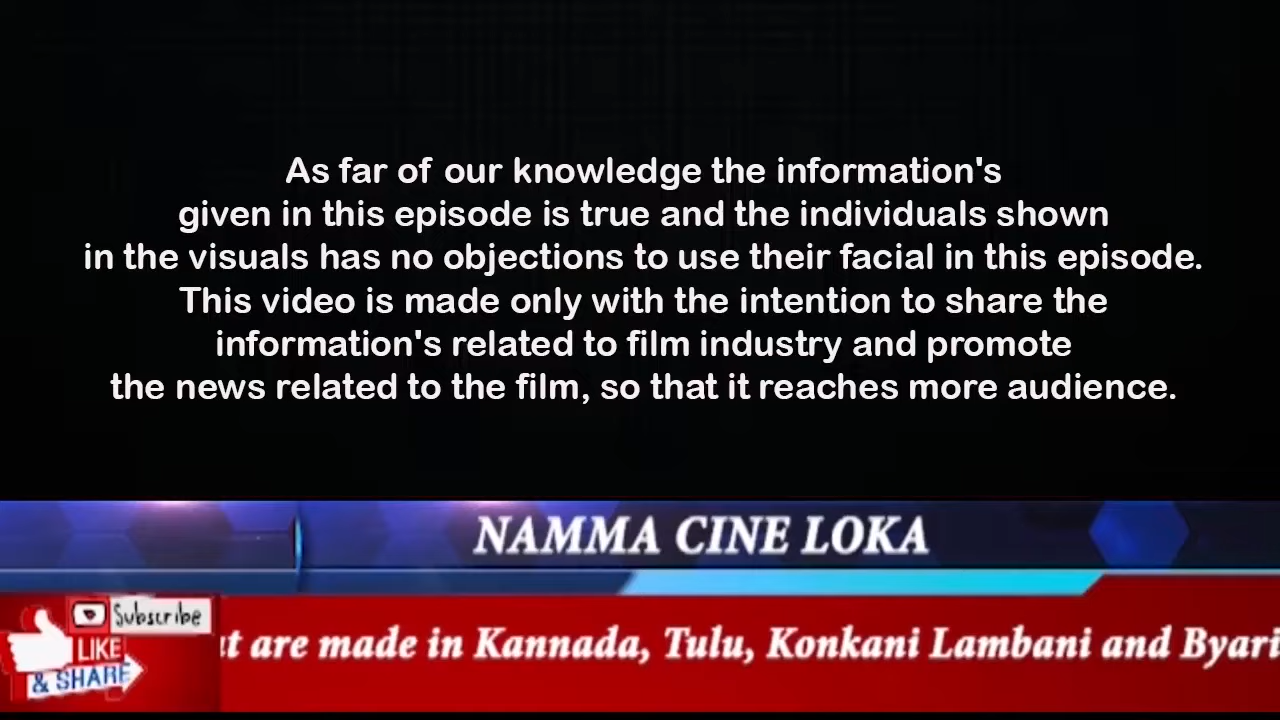 As far of our knowledge the information's
given in this episode is true and the individuals shown
in the visuals has no objections to use their facial in this episode.
This video is made only with the intention to share the
information's related to film industry and promote
the news related to the film, so that it reaches more audience.
NAMMA CINE LOKA
Subscribe
LIKE
& SHARE
are made in Kannada, Tulu, Konkani Lambani and Byari